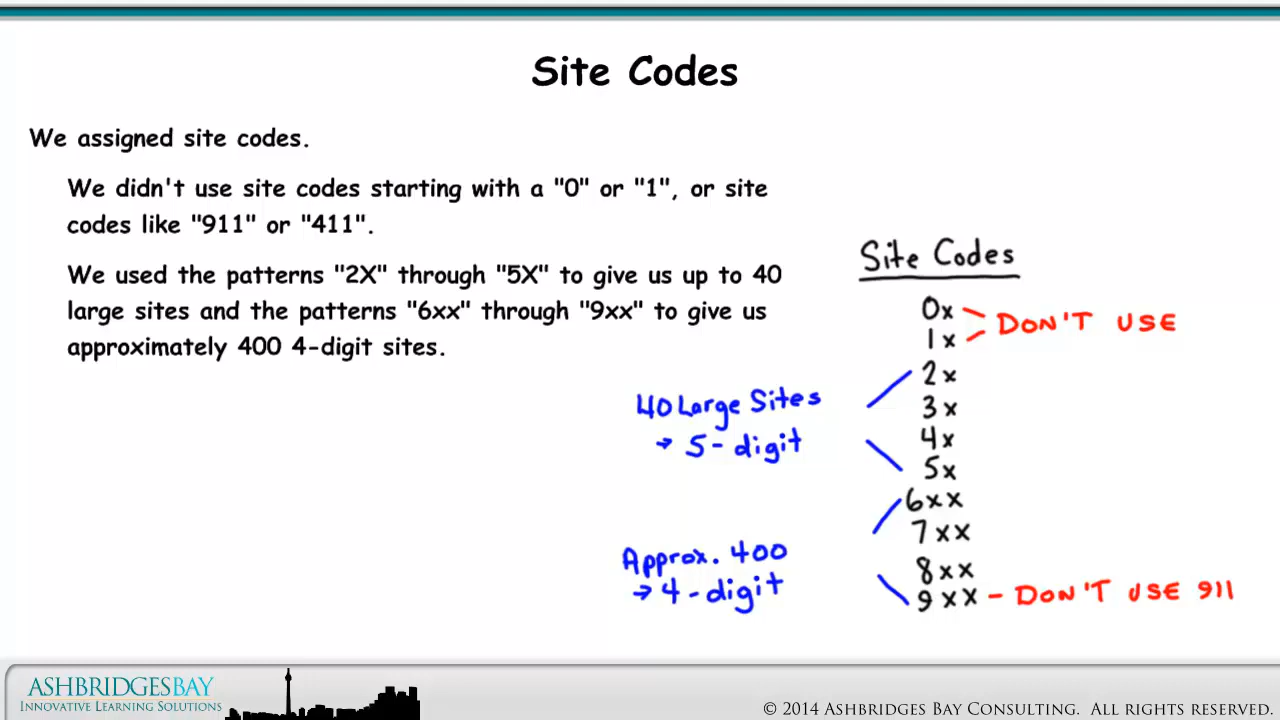 Site Codes
We assigned site codes.
We didn't use site codes starting with a "0" or "1", or site
codes like "911" or "411".
We used the patterns "2X" through "5X" to give us up to 40
large sites and the patterns "6xx" through "9xx" to give us
approximately 400 4-digit sites.
Site Codes
0x
1x
DON'T USE
2x
3x
4x
5x
40 Large Sites
→ 5-digit
6xx
7xx
8xx
9xx - DON'T USE 911
Approx. 400
→ 4-digit
ASHBRIDGESBAY
INNOVATIVE LEARNING SOLUTIONS
© 2014 ASHBRIDGES BAY CONSULTING. ALL RIGHTS RESERVED.